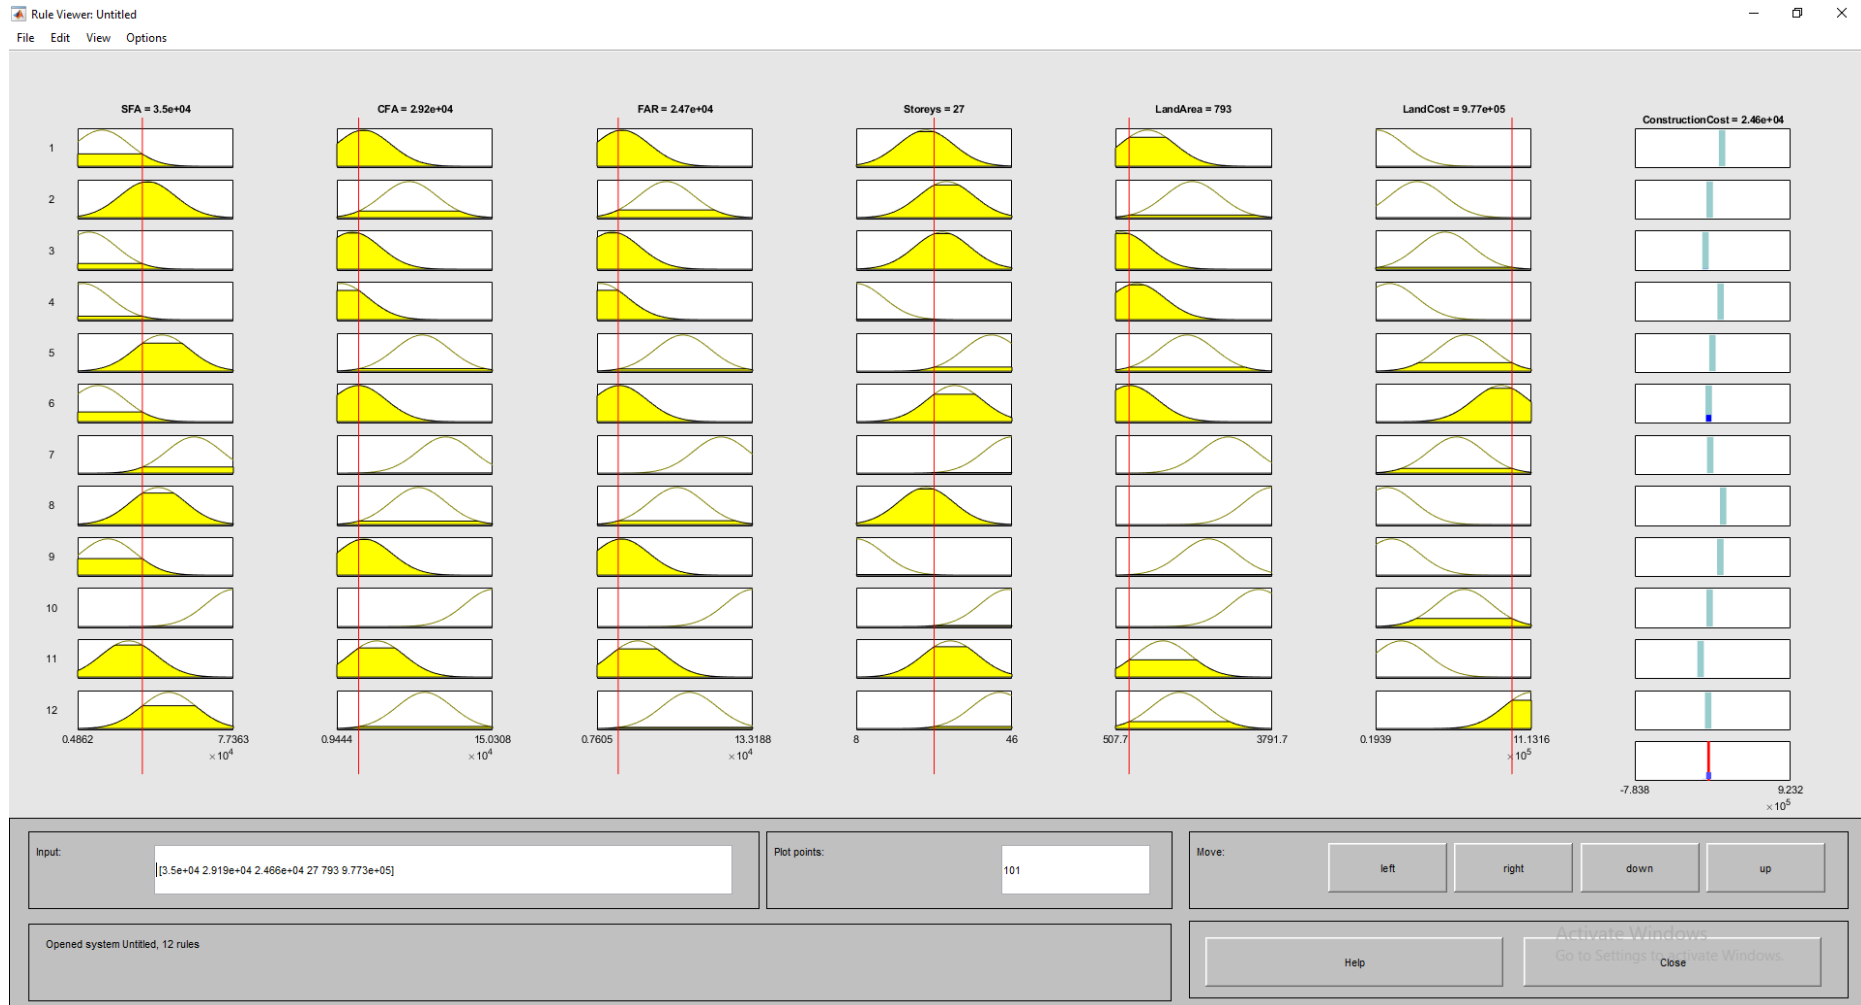 Rule Viewer: Untitled
File Edit View Options
SFA = 3.5e+04 CFA = 2.92e+04 FAR = 2.47e+04 Storeys = 27 LandArea = 793 LandCost = 9.77e+05 ConstructionCost = 2.46e+04
1
2
3
4
5
6
7
8
9
10
11
12
0.4862 7.7363 0.9444 15.0308 0.7605 13.3188 8 46 507.7 3791.7 0.1939 11.1316
×10⁴ ×10⁴ ×10⁴ ×10⁵
-7.838 9.232
×10⁵
Input: [3.5e+04 2.919e+04 2.466e+04 27 793 9.773e+05] Plot points: 101 Move: left right down up
Opened system Untitled, 12 rules
Help Close
Activate Windows
Go to Settings to activate Windows.